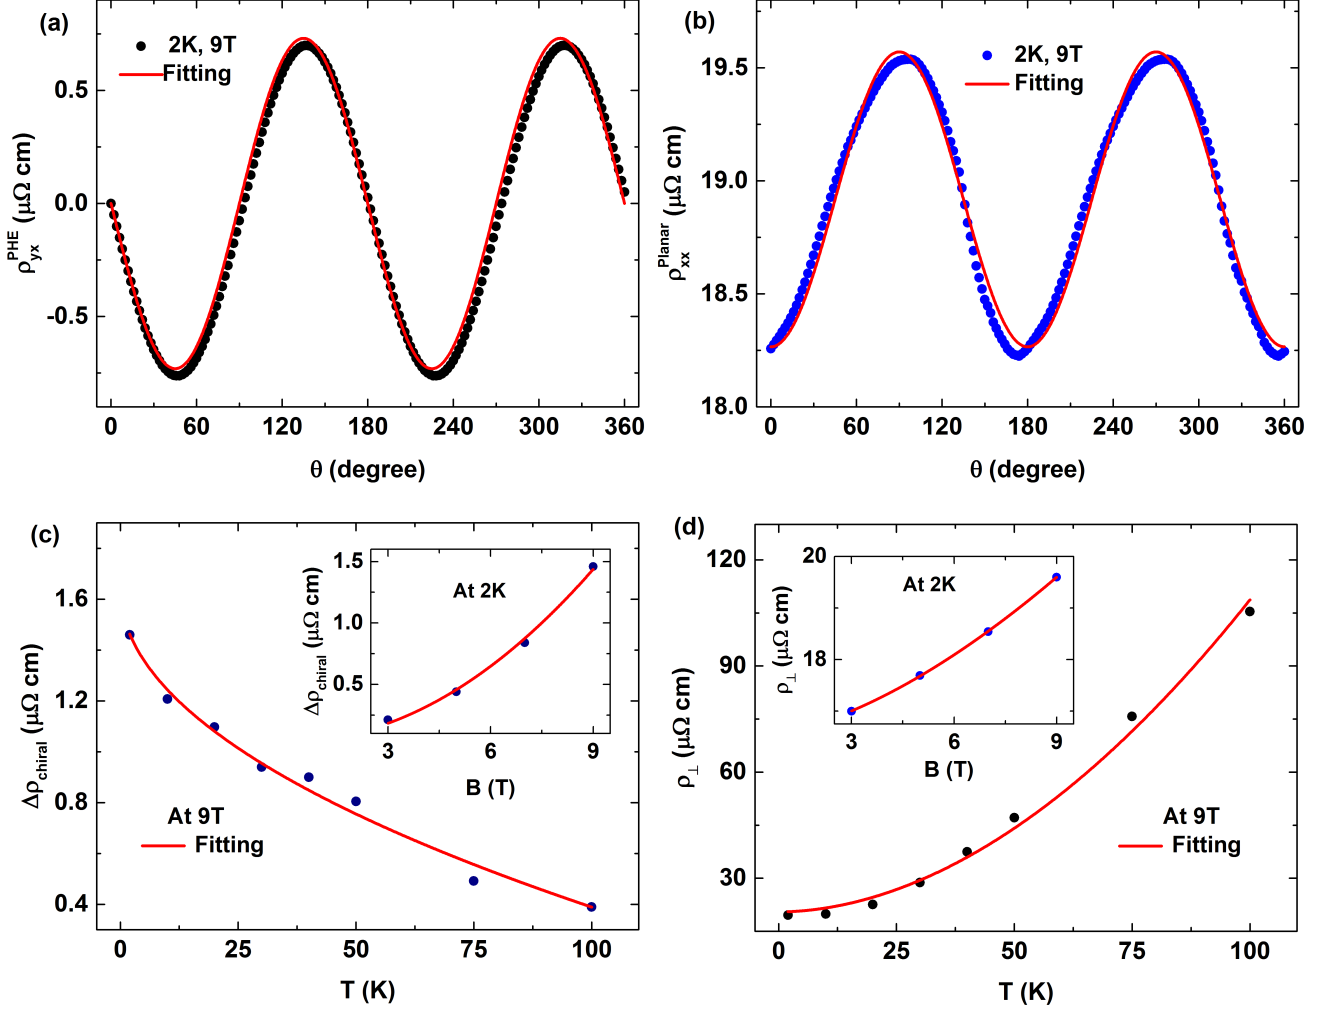 (a)
2K, 9T
Fitting
0.5
0.0
-0.5
ρyx^PHE (μΩ cm)
0 60 120 180 240 300 360
θ (degree)
(b)
2K, 9T
Fitting
19.5
19.0
18.5
18.0
ρxx^Planar (μΩ cm)
0 60 120 180 240 300 360
θ (degree)
(c)
1.6
1.2
0.8
0.4
Δρchiral (μΩ cm)
At 9T
Fitting
0 25 50 75 100
T (K)
At 2K
1.5
1.0
0.5
Δρchiral (μΩ cm)
3 6 9
B (T)
(d)
120
90
60
30
ρ⊥ (μΩ cm)
At 9T
Fitting
0 25 50 75 100
T (K)
At 2K
20
18
ρ⊥ (μΩ cm)
3 6 9
B (T)